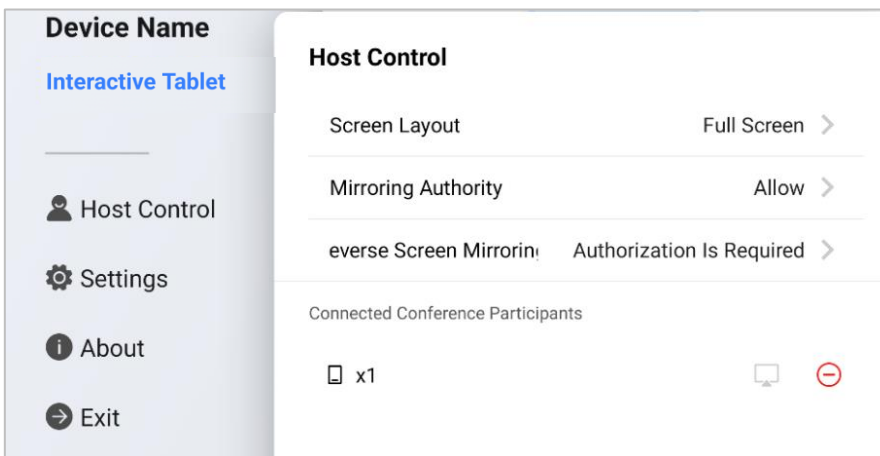 Device Name
Interactive Tablet
Host Control
Settings
About
Exit
Host Control
Screen Layout Full Screen
Mirroring Authority Allow
everse Screen Mirroring Authorization Is Required
Connected Conference Participants
x1